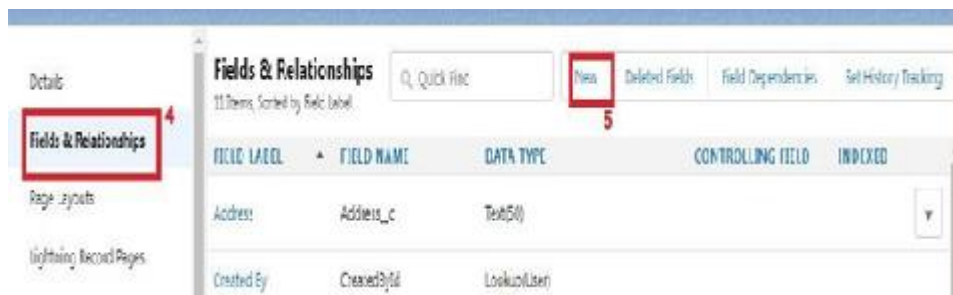 Details
Fields & Relationships
4
Page Layouts
Lightning Record Pages
Fields & Relationships
11 Items, Sorted by Field Label
Quick Find
New
Deleted Fields
Field Dependencies
Set History Tracking
5
FIELD LABEL
FIELD NAME
DATA TYPE
CONTROLLING FIELD
INDEXED
Address
Address_c
Text(50)
Created By
CreatedById
Lookup(User)